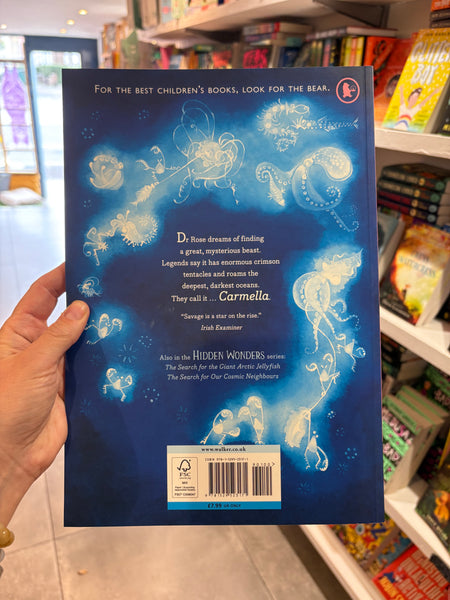 FOR THE BEST CHILDREN'S BOOKS, LOOK FOR THE BEAR.
Dr Rose dreams of finding
a great, mysterious beast.
Legends say it has enormous crimson
tentacles and roams the
deepest, darkest oceans.
They call it ... Carmella.
"Savage is a star on the rise."
Irish Examiner
Also in the HIDDEN WONDERS series:
The Search for the Giant Arctic Jellyfish
The Search for Our Cosmic Neighbours
www.walker.co.uk
FSC
£7.99 UK ONLY